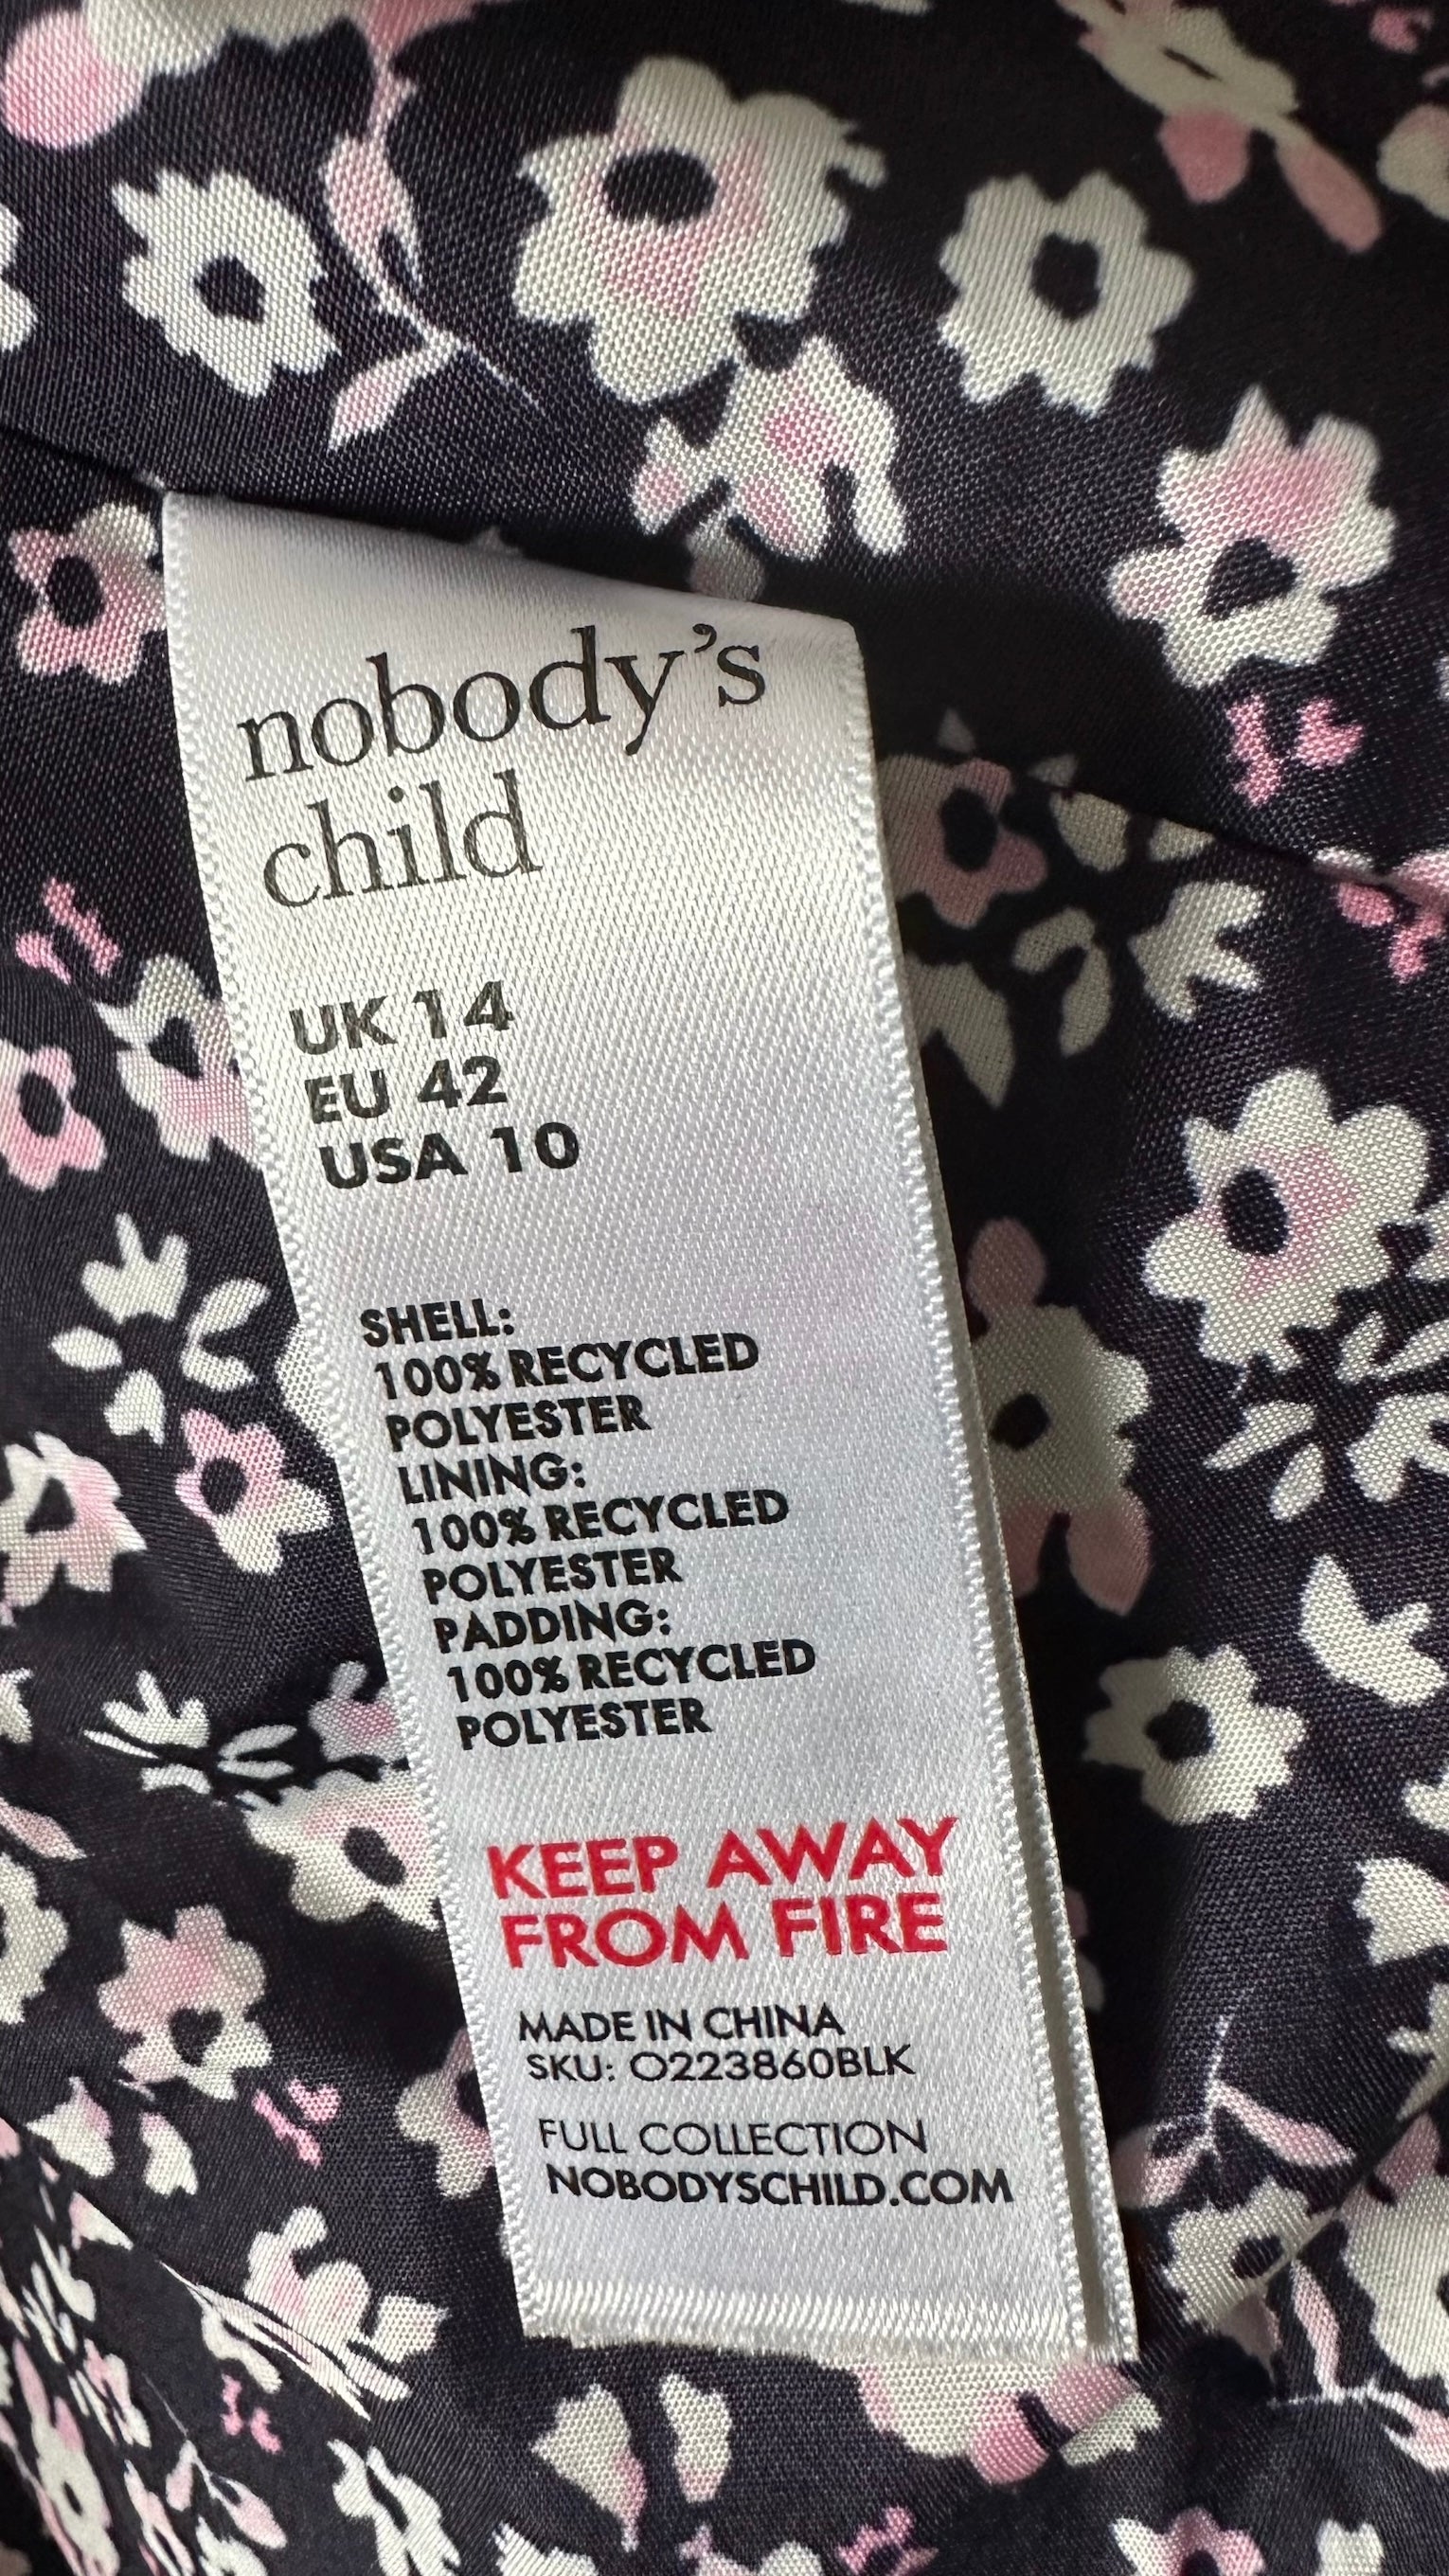 nobody's
child
UK 14
EU 42
USA 10
SHELL:
100% RECYCLED
POLYESTER
LINING:
100% RECYCLED
POLYESTER
PADDING:
100% RECYCLED
POLYESTER
KEEP AWAY
FROM FIRE
MADE IN CHINA
SKU: O223860BLK
FULL COLLECTION
NOBODYSCHILD.COM